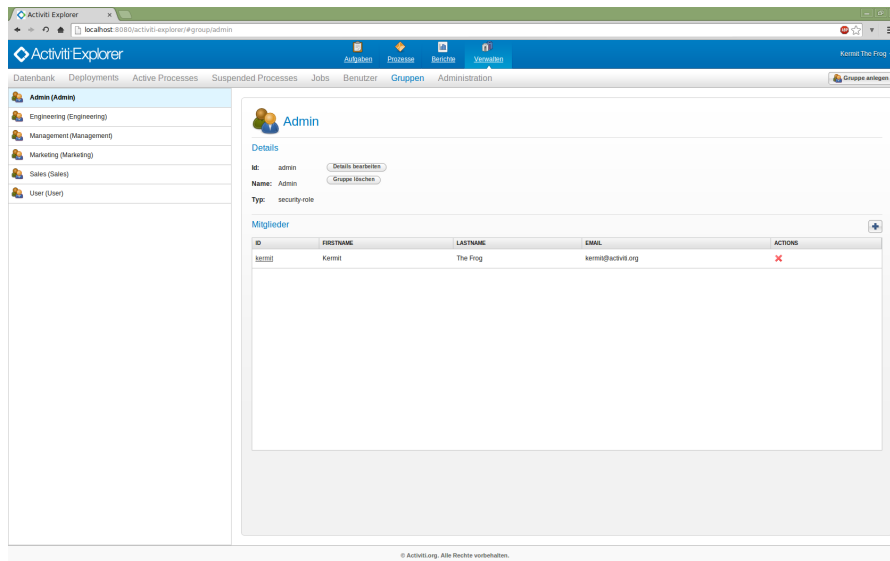 Activiti Explorer
localhost:8080/activiti-explorer/#group/admin
Activiti Explorer
Aufgaben Prozesse Berichte Verwalten
Kermit The Frog
Datenbank Deployments Active Processes Suspended Processes Jobs Benutzer Gruppen Administration
Gruppe anlegen
Admin (Admin)
Engineering (Engineering)
Management (Management)
Marketing (Marketing)
Sales (Sales)
User (User)
Admin
Details
Id: admin Details bearbeiten
Name: Admin Gruppe löschen
Typ: security-role
Mitglieder
ID FIRSTNAME LASTNAME EMAIL ACTIONS
kermit Kermit The Frog kermit@activiti.org
© Activiti.org. Alle Rechte vorbehalten.